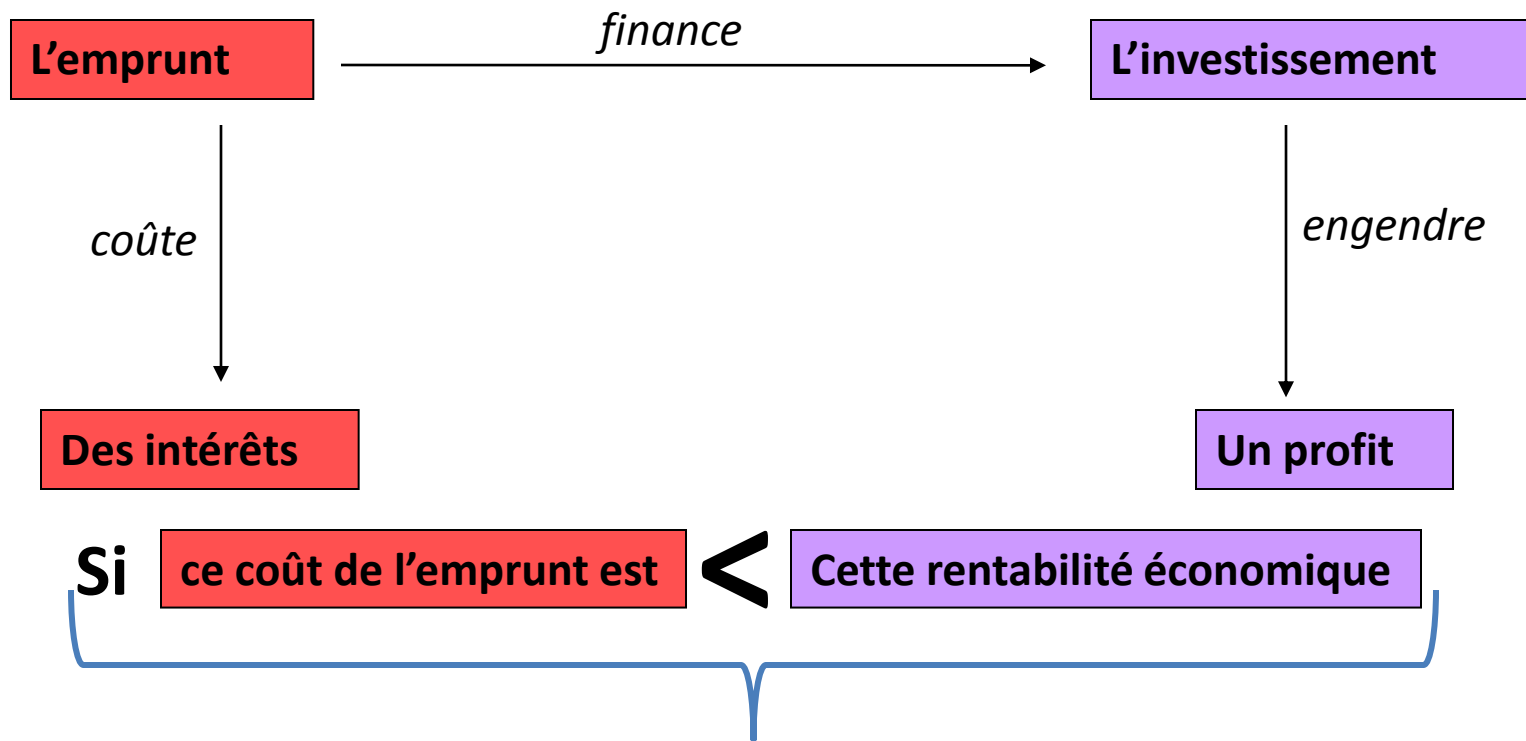 finance
L’emprunt
L’investissement
coûte
engendre
Des intérêts
Un profit
Si ce coût de l’emprunt est < Cette rentabilité économique